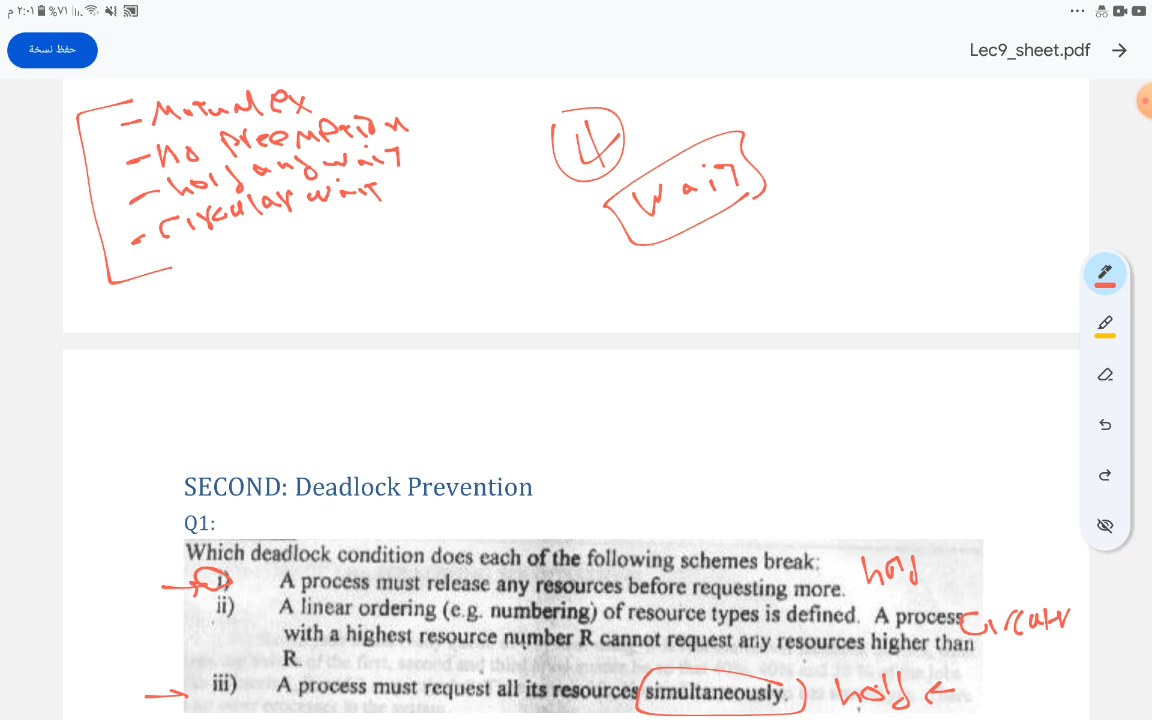 م ٢:٠١ %٧١
حفظ نسخة
Lec9_sheet.pdf
- Mutual ex
- No preemption
- hold and wait
- Circular wait
4
Wait
SECOND: Deadlock Prevention
Q1:
Which deadlock condition does each of the following schemes break:
i) A process must release any resources before requesting more. hold
ii) A linear ordering (e.g. numbering) of resource types is defined. A process Circular
with a highest resource number R cannot request any resources higher than
R.
iii) A process must request all its resources simultaneously. hold